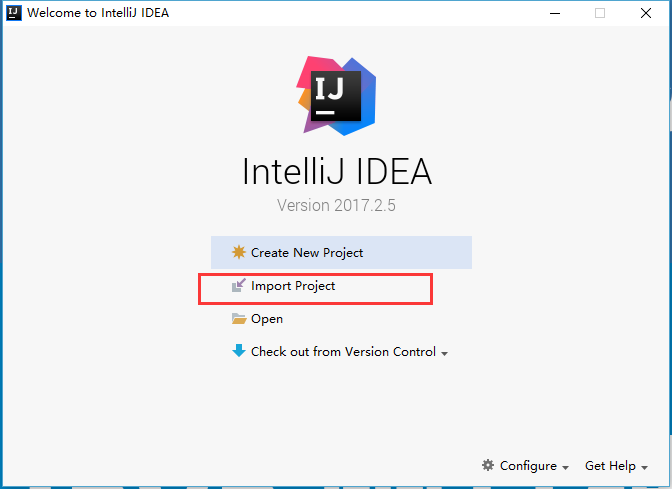 Welcome to IntelliJ IDEA
IJ
IntelliJ IDEA
Version 2017.2.5
Create New Project
Import Project
Open
Check out from Version Control
Configure
Get Help